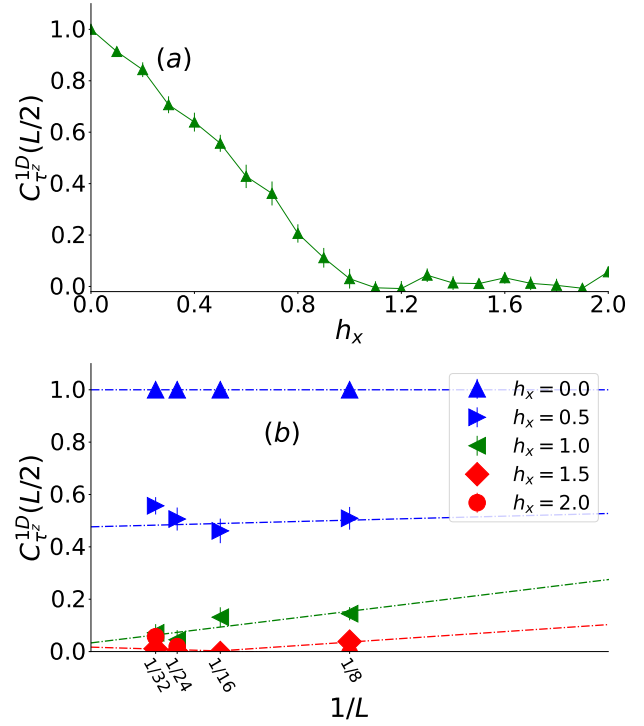 1.0
0.8
0.6
0.4
0.2
0.0
C^{1D}_{τ^z}(L/2)
(a)
0.0 0.4 0.8 1.2 1.6 2.0
h_x
1.0
0.8
0.6
0.4
0.2
0.0
C^{1D}_{τ^z}(L/2)
(b)
h_x = 0.0
h_x = 0.5
h_x = 1.0
h_x = 1.5
h_x = 2.0
1/32 1/24 1/16 1/8
1/L